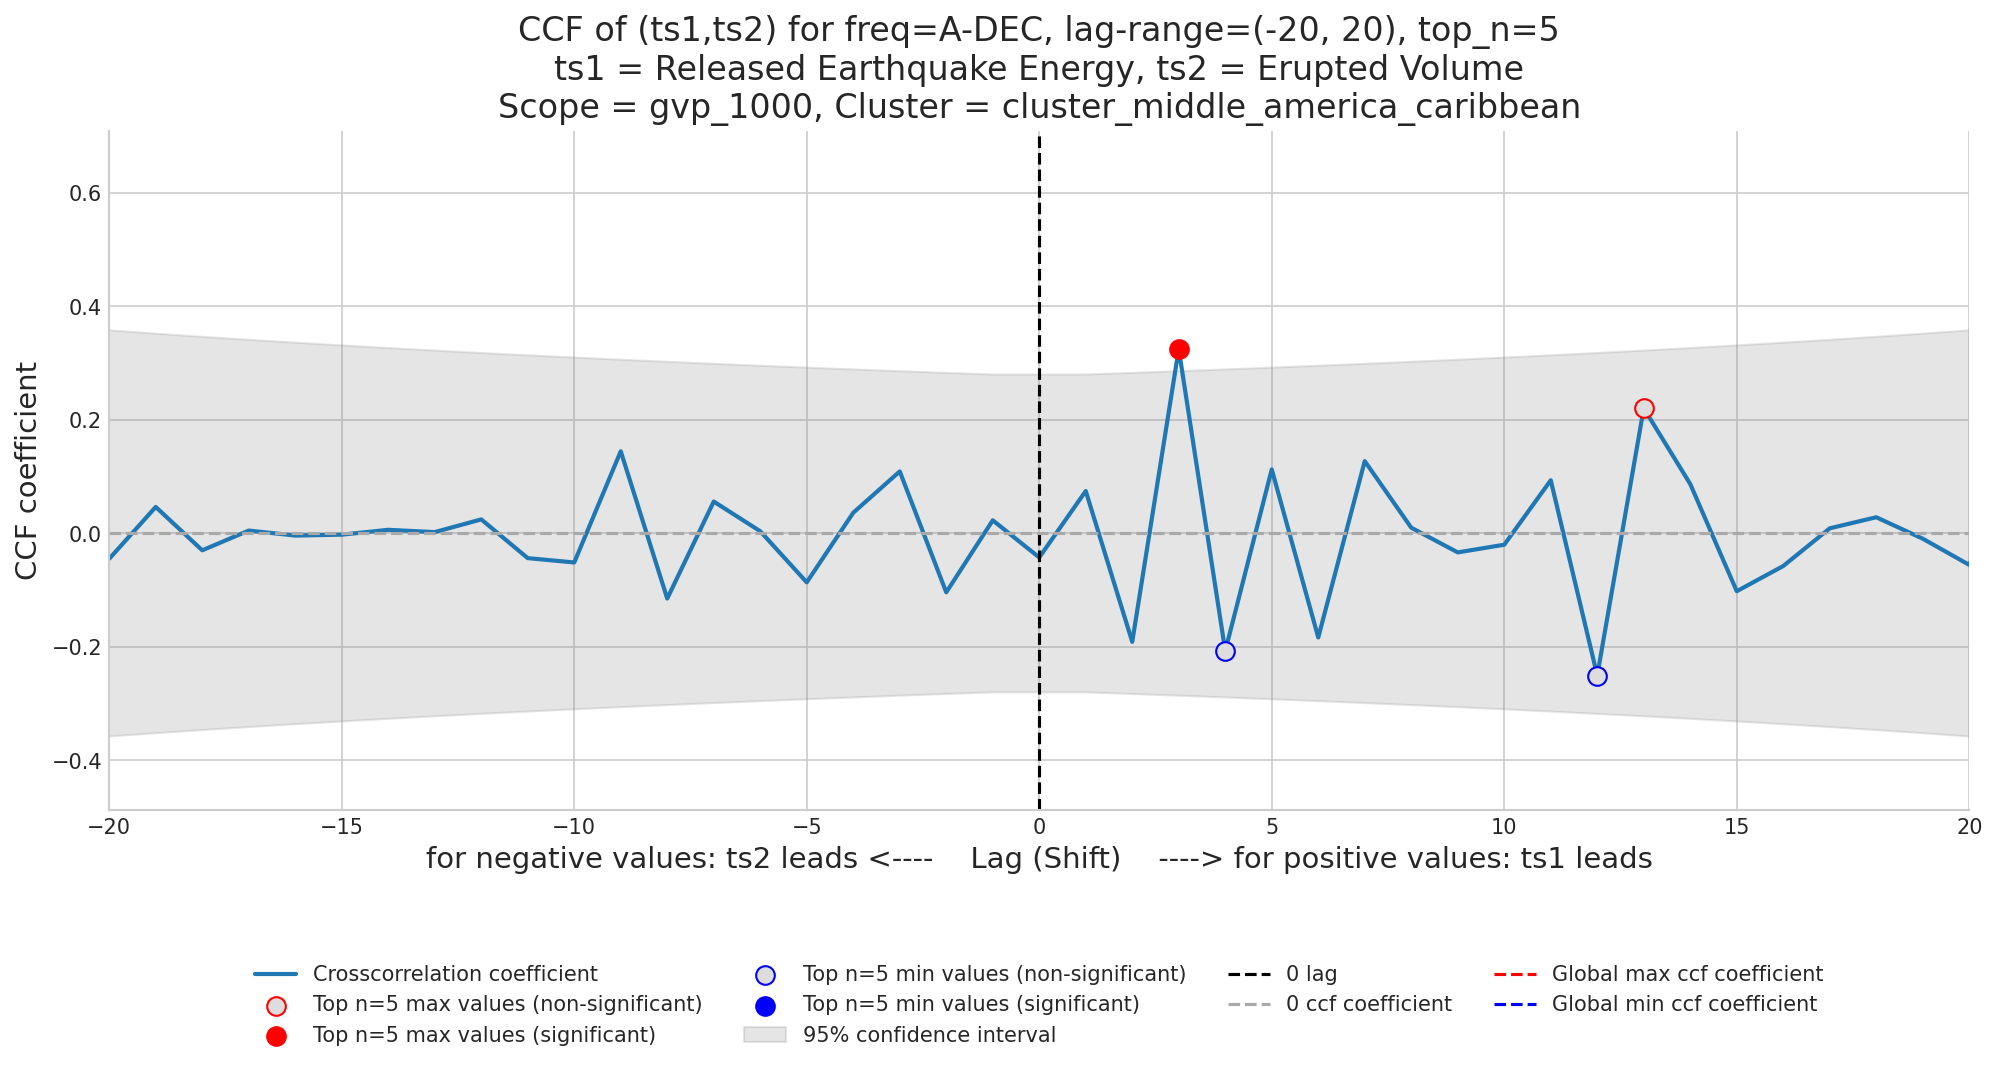 CCF of (ts1,ts2) for freq=A-DEC, lag-range=(-20, 20), top_n=5
ts1 = Released Earthquake Energy, ts2 = Erupted Volume
Scope = gvp_1000, Cluster = cluster_middle_america_caribbean
CCF coefficient
0.6
0.4
0.2
0.0
−0.2
−0.4
−20 −15 −10 −5 0 5 10 15 20
for negative values: ts2 leads <---- Lag (Shift) ----> for positive values: ts1 leads
Crosscorrelation coefficient
Top n=5 max values (non-significant)
Top n=5 max values (significant)
Top n=5 min values (non-significant)
Top n=5 min values (significant)
95% confidence interval
0 lag
0 ccf coefficient
Global max ccf coefficient
Global min ccf coefficient